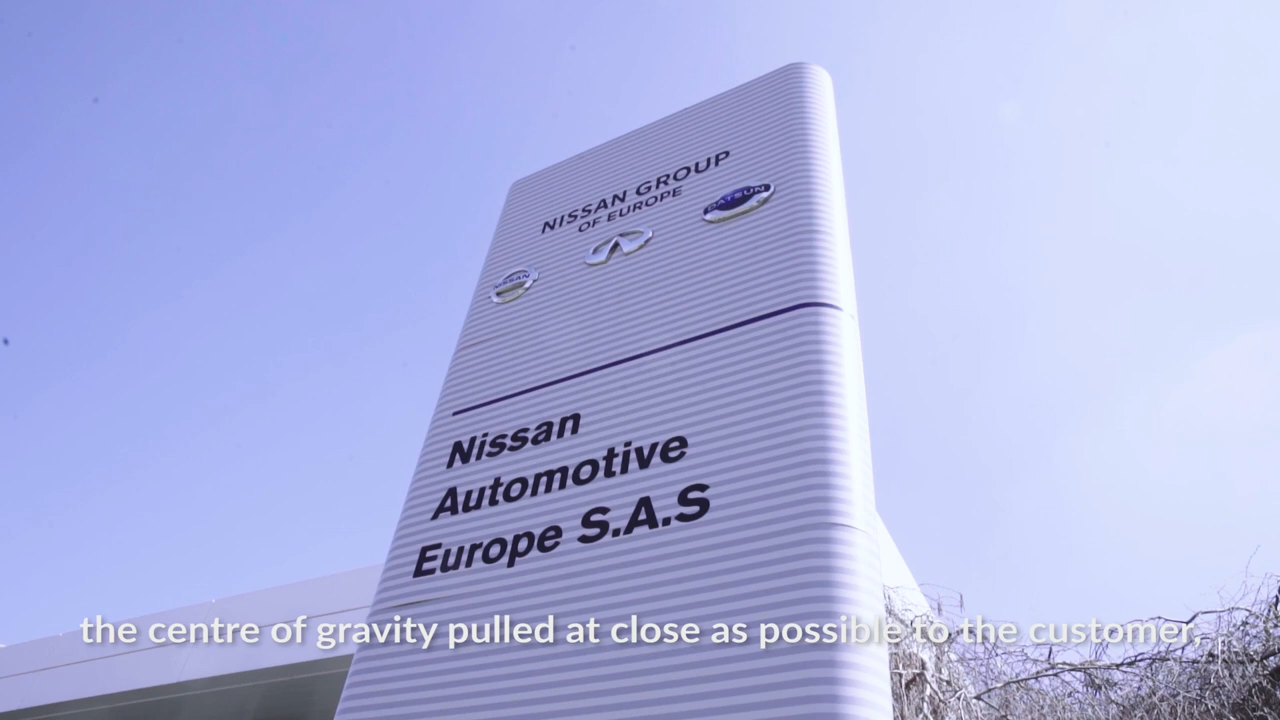 NISSAN GROUP
OF EUROPE
DATSUN
NISSAN
Nissan
Automotive
Europe S.A.S
the centre of gravity pulled at close as possible to the customer,